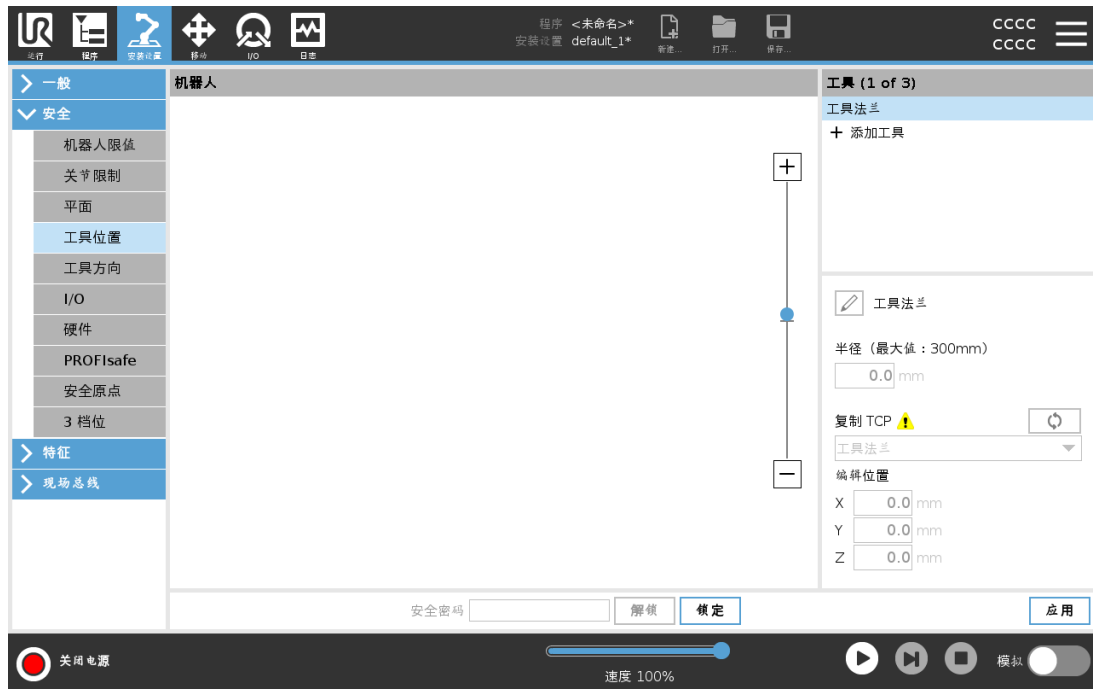 程序 <未命名>*
安装设置 default_1*
新建...
打开...
保存...
CCCC
CCCC
运行
程序
安装设置
移动
I/O
日志
一般
安全
机器人限值
关节限制
平面
工具位置
工具方向
I/O
硬件
PROFIsafe
安全原点
3 档位
特征
现场总线
机器人
工具 (1 of 3)
工具法兰
添加工具
工具法兰
半径（最大值：300mm）
0.0 mm
复制 TCP
工具法兰
编辑位置
X 0.0 mm
Y 0.0 mm
Z 0.0 mm
安全密码
解锁
锁定
应用
关闭电源
速度 100%
模拟